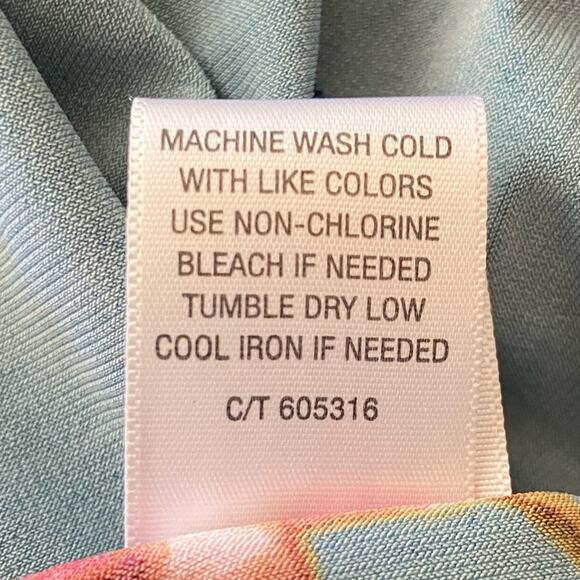 MACHINE WASH COLD
WITH LIKE COLORS
USE NON-CHLORINE
BLEACH IF NEEDED
TUMBLE DRY LOW
COOL IRON IF NEEDED
C/T 605316